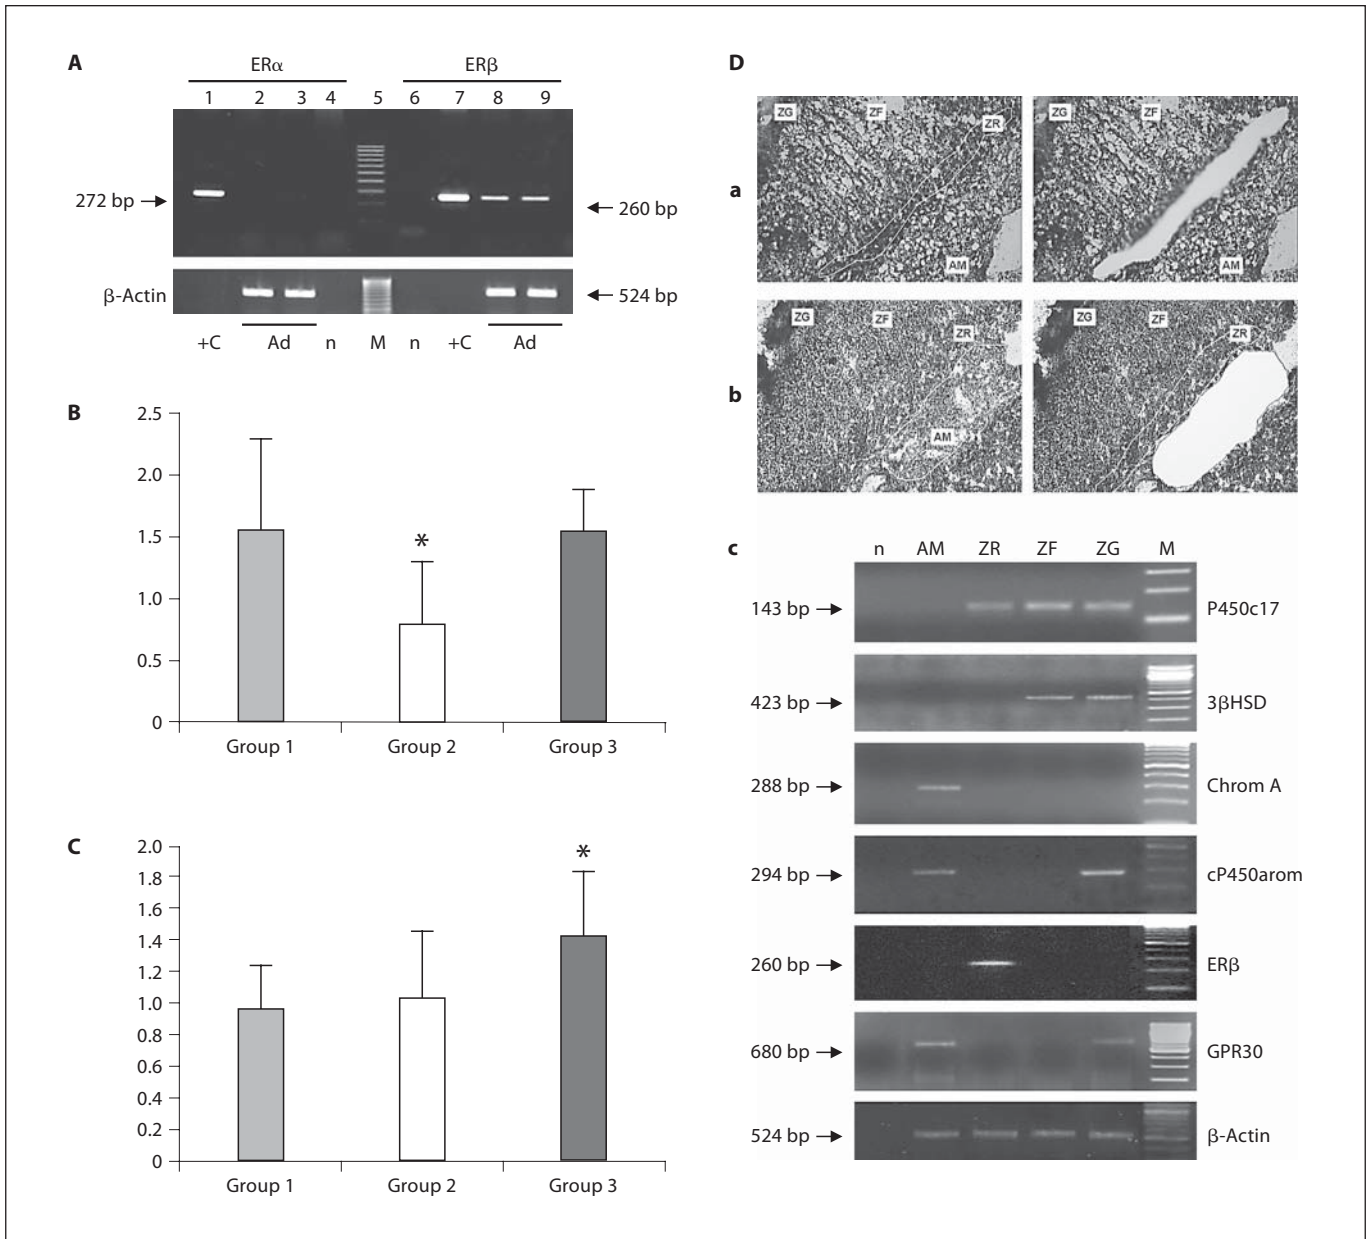 A
ERα ERβ
1 2 3 4 5 6 7 8 9
272 bp
260 bp
β-Actin
524 bp
+C Ad n M n +C Ad
B
2.5
2.0
1.5
1.0
0.5
0
*
Group 1 Group 2 Group 3
C
2.0
1.8
1.6
1.4
1.2
1.0
0.8
0.6
0.4
0.2
0
*
Group 1 Group 2 Group 3
D
a
ZG ZF ZR AM
ZG ZF AM
b
ZG ZF ZR AM
ZG ZF ZR
c
n AM ZR ZF ZG M
143 bp P450c17
423 bp 3βHSD
288 bp Chrom A
294 bp cP450arom
260 bp ERβ
680 bp GPR30
524 bp β-Actin